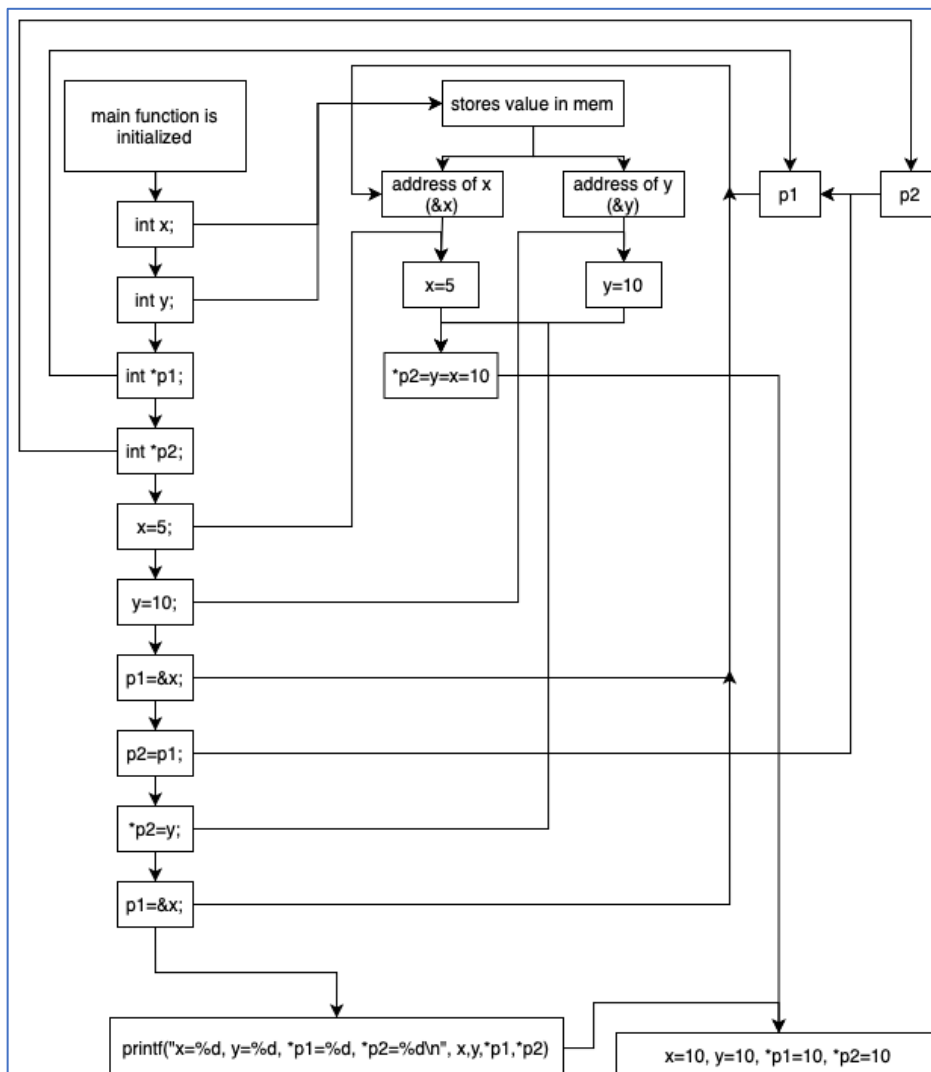 main function is
initialized
stores value in mem
address of x
(&x)
address of y
(&y)
p1
p2
int x;
x=5
y=10
int y;
int *p1;
*p2=y=x=10
int *p2;
x=5;
y=10;
p1=&x;
p2=p1;
*p2=y;
p1=&x;
printf("x=%d, y=%d, *p1=%d, *p2=%d\n", x,y,*p1,*p2)
x=10, y=10, *p1=10, *p2=10